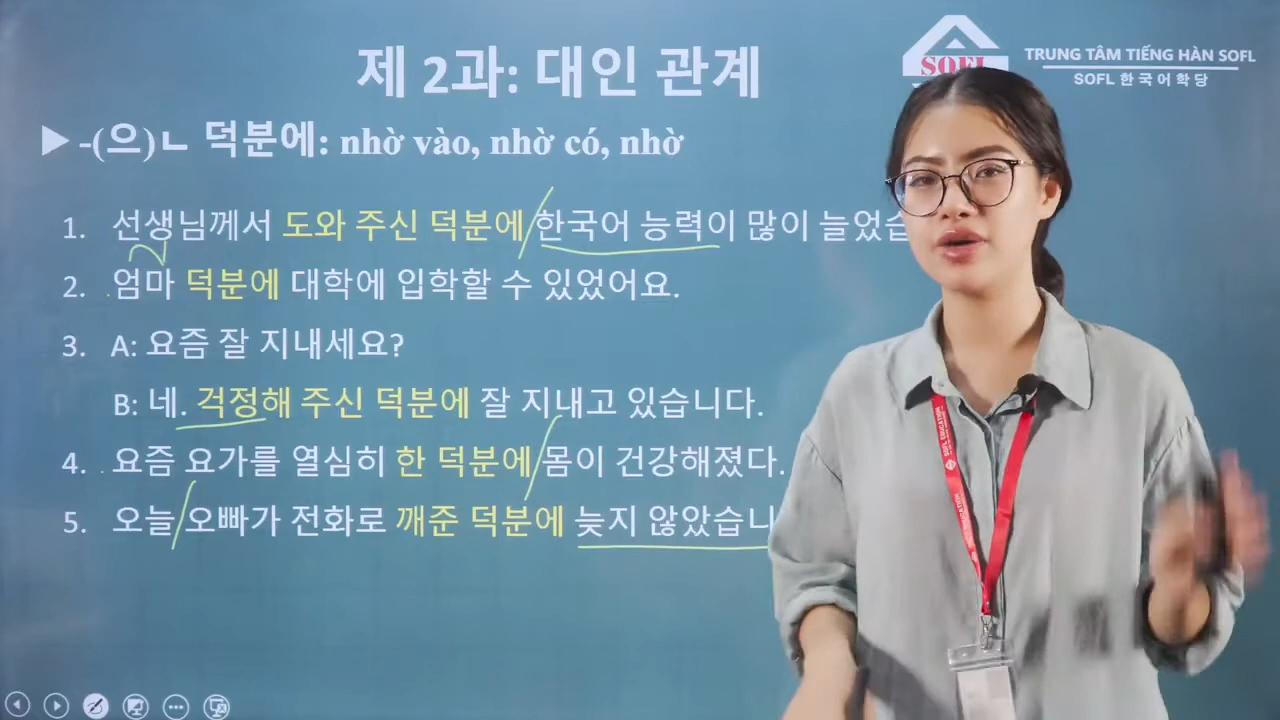 제 2과: 대인 관계
SOFL
TRUNG TÂM TIẾNG HÀN SOFL
SOFL 한국어학당
-(으)ㄴ 덕분에: nhờ vào, nhờ có, nhờ
1. 선생님께서 도와 주신 덕분에 한국어 능력이 많이 늘었습
2. 엄마 덕분에 대학에 입학할 수 있었어요.
3. A: 요즘 잘 지내세요?
B: 네. 걱정해 주신 덕분에 잘 지내고 있습니다.
4. 요즘 요가를 열심히 한 덕분에 몸이 건강해졌다.
5. 오늘 오빠가 전화로 깨준 덕분에 늦지 않았습니